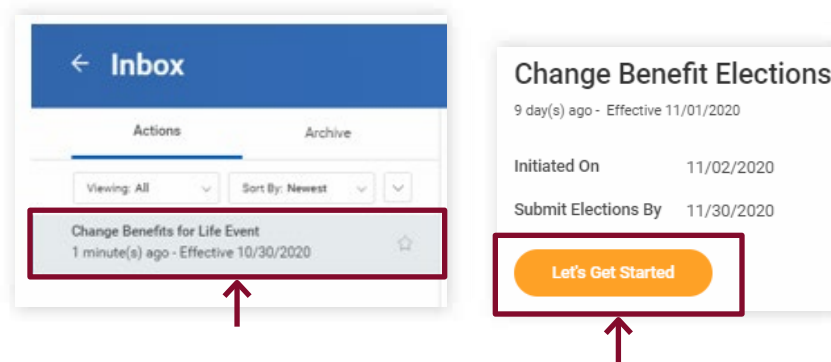 Inbox
Actions Archive
Viewing: All Sort By: Newest
Change Benefits for Life Event
1 minute(s) ago - Effective 10/30/2020
Change Benefit Elections
9 day(s) ago - Effective 11/01/2020
Initiated On 11/02/2020
Submit Elections By 11/30/2020
Let's Get Started